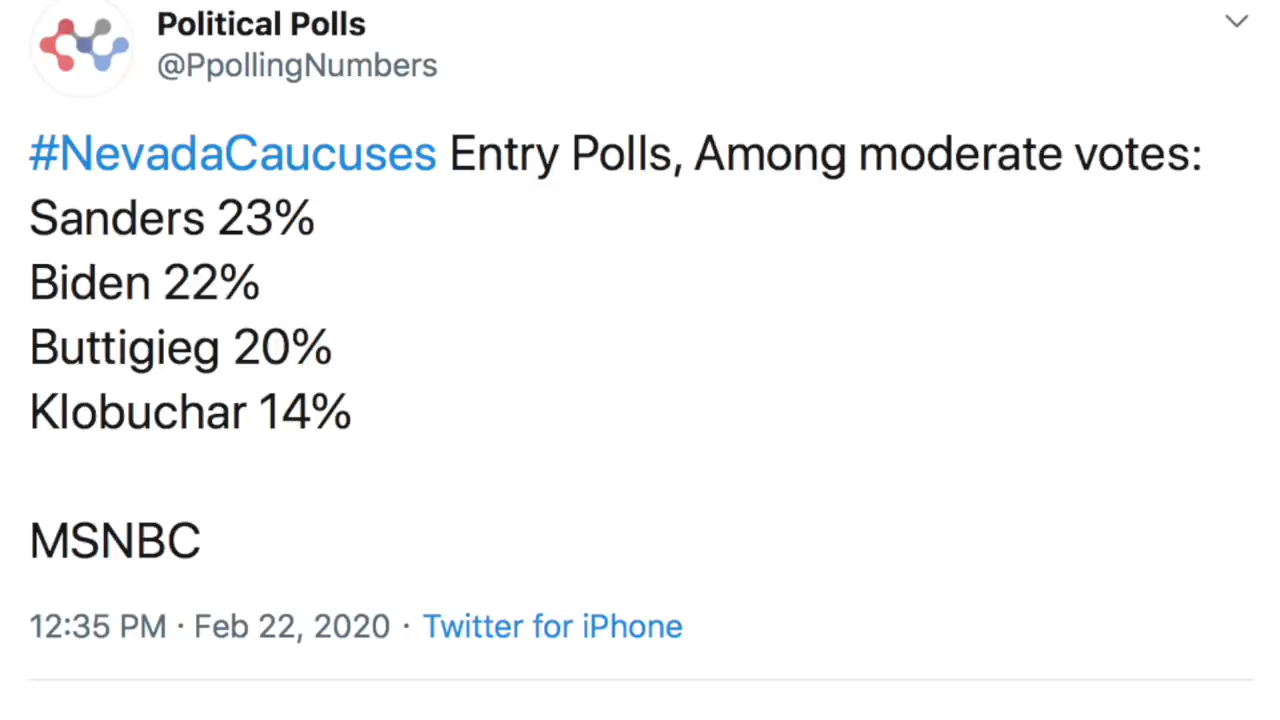 Political Polls
@PpollingNumbers
#NevadaCaucuses Entry Polls, Among moderate votes:
Sanders 23%
Biden 22%
Buttigieg 20%
Klobuchar 14%
MSNBC
12:35 PM · Feb 22, 2020 · Twitter for iPhone